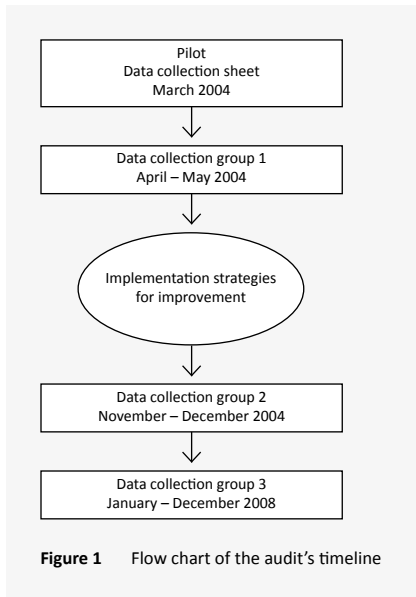 Pilot
Data collection sheet
March 2004
Data collection group 1
April – May 2004
Implementation strategies
for improvement
Data collection group 2
November – December 2004
Data collection group 3
January – December 2008
Figure 1 Flow chart of the audit's timeline